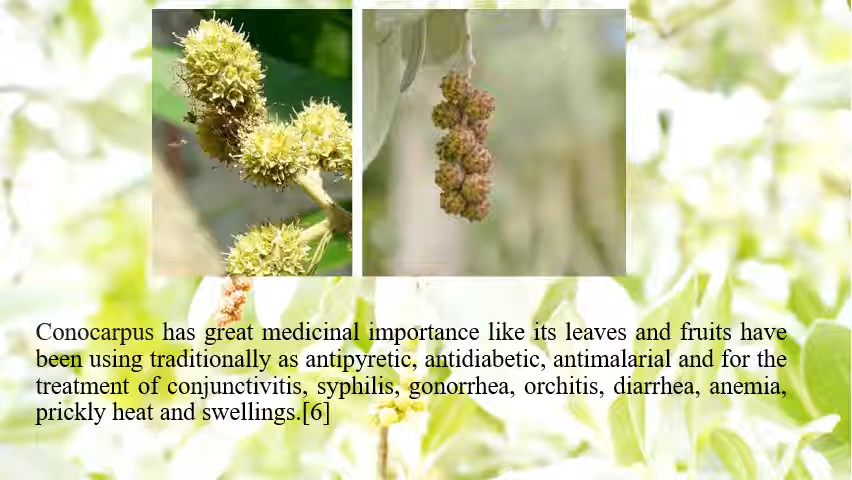 Conocarpus has great medicinal importance like its leaves and fruits have
been using traditionally as antipyretic, antidiabetic, antimalarial and for the
treatment of conjunctivitis, syphilis, gonorrhea, orchitis, diarrhea, anemia,
prickly heat and swellings.[6]